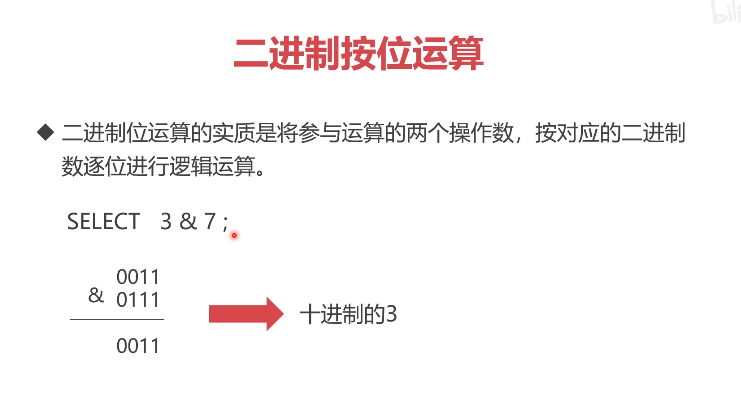 bili
二进制按位运算
◆ 二进制位运算的实质是将参与运算的两个操作数，按对应的二进制
数逐位进行逻辑运算。
SELECT 3 & 7 ;
0011
& 0111
0011
十进制的3